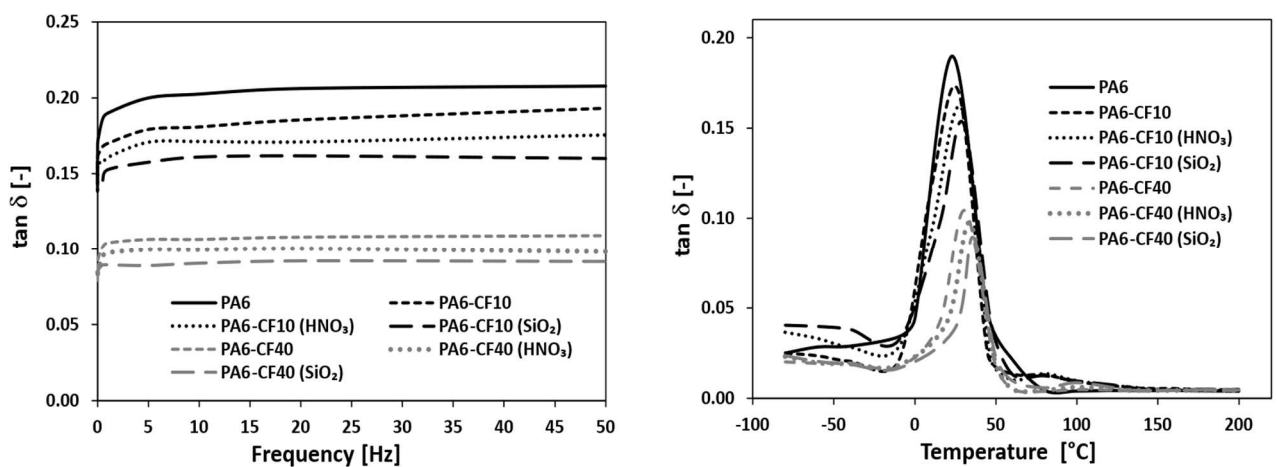 0.25
0.20
0.15
0.10
0.05
0.00
tan δ [-]
PA6
PA6-CF10
PA6-CF10 (HNO₃)
PA6-CF10 (SiO₂)
PA6-CF40
PA6-CF40 (HNO₃)
PA6-CF40 (SiO₂)
0 5 10 15 20 25 30 35 40 45 50
Frequency [Hz]
0.20
0.15
0.10
0.05
0.00
tan δ [-]
PA6
PA6-CF10
PA6-CF10 (HNO₃)
PA6-CF10 (SiO₂)
PA6-CF40
PA6-CF40 (HNO₃)
PA6-CF40 (SiO₂)
-100 -50 0 50 100 150 200
Temperature [°C]